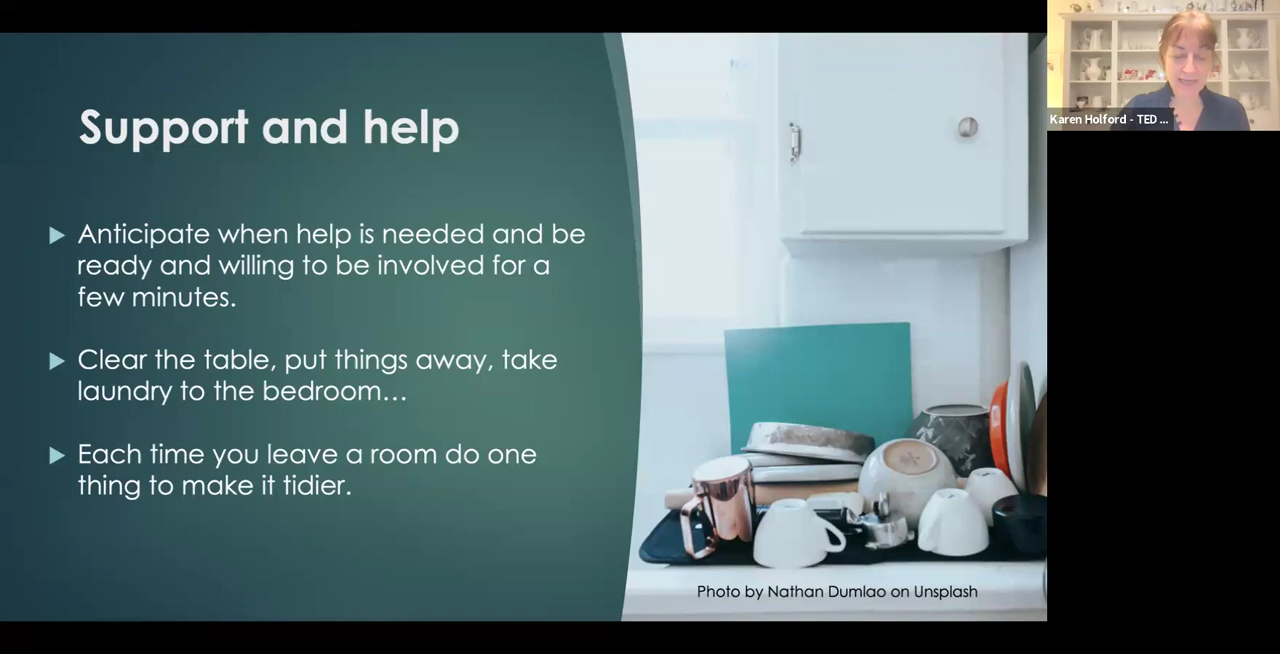 Support and help
Anticipate when help is needed and be
ready and willing to be involved for a
few minutes.
Clear the table, put things away, take
laundry to the bedroom…
Each time you leave a room do one
thing to make it tidier.
Photo by Nathan Dumlao on Unsplash
Karen Holford - TED ...